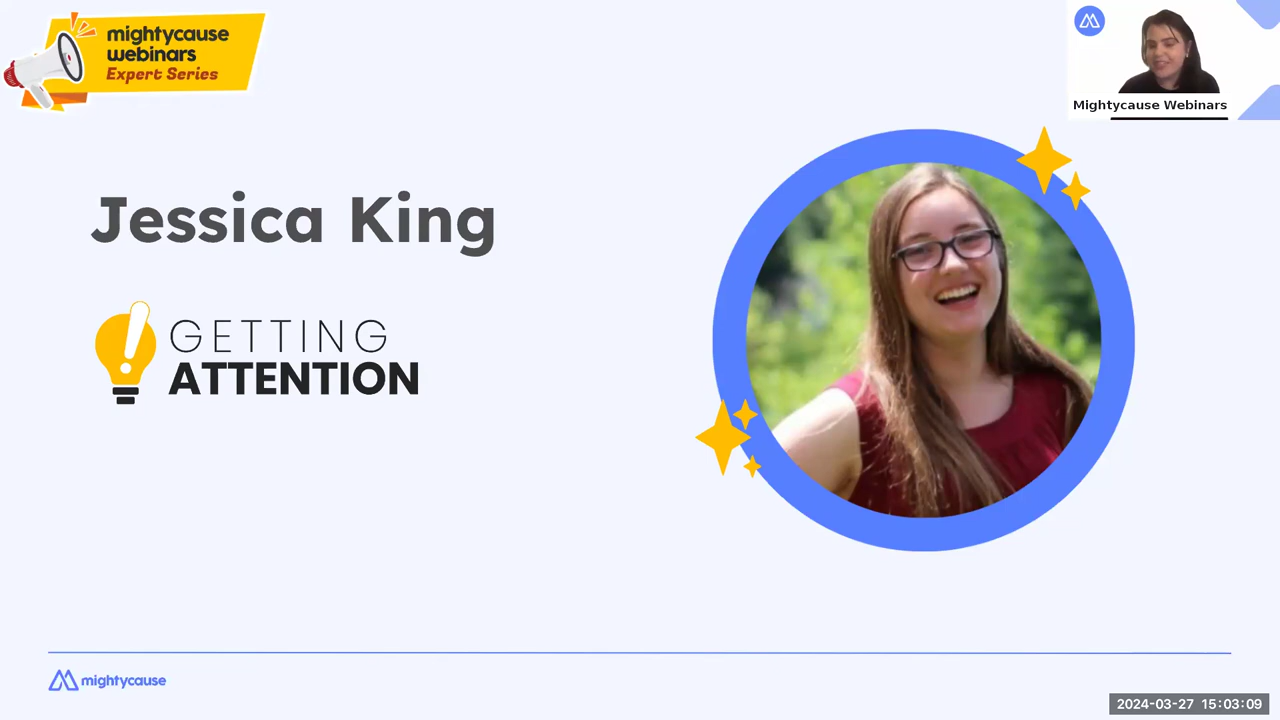 mightycause
webinars
Expert Series
Mightycause Webinars
Jessica King
GETTING
ATTENTION
mightycause
2024-03-27 15:03:09